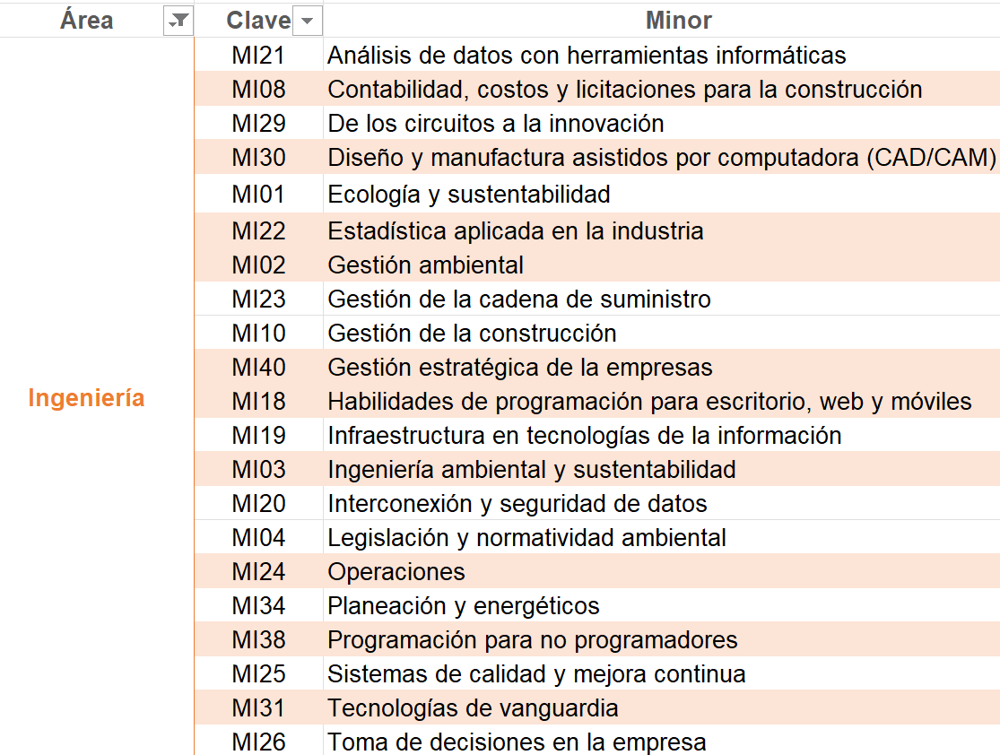 Área Clave Minor
MI21 Análisis de datos con herramientas informáticas
MI08 Contabilidad, costos y licitaciones para la construcción
MI29 De los circuitos a la innovación
MI30 Diseño y manufactura asistidos por computadora (CAD/CAM)
MI01 Ecología y sustentabilidad
MI22 Estadística aplicada en la industria
MI02 Gestión ambiental
MI23 Gestión de la cadena de suministro
MI10 Gestión de la construcción
MI40 Gestión estratégica de la empresas
Ingeniería MI18 Habilidades de programación para escritorio, web y móviles
MI19 Infraestructura en tecnologías de la información
MI03 Ingeniería ambiental y sustentabilidad
MI20 Interconexión y seguridad de datos
MI04 Legislación y normatividad ambiental
MI24 Operaciones
MI34 Planeación y energéticos
MI38 Programación para no programadores
MI25 Sistemas de calidad y mejora continua
MI31 Tecnologías de vanguardia
MI26 Toma de decisiones en la empresa